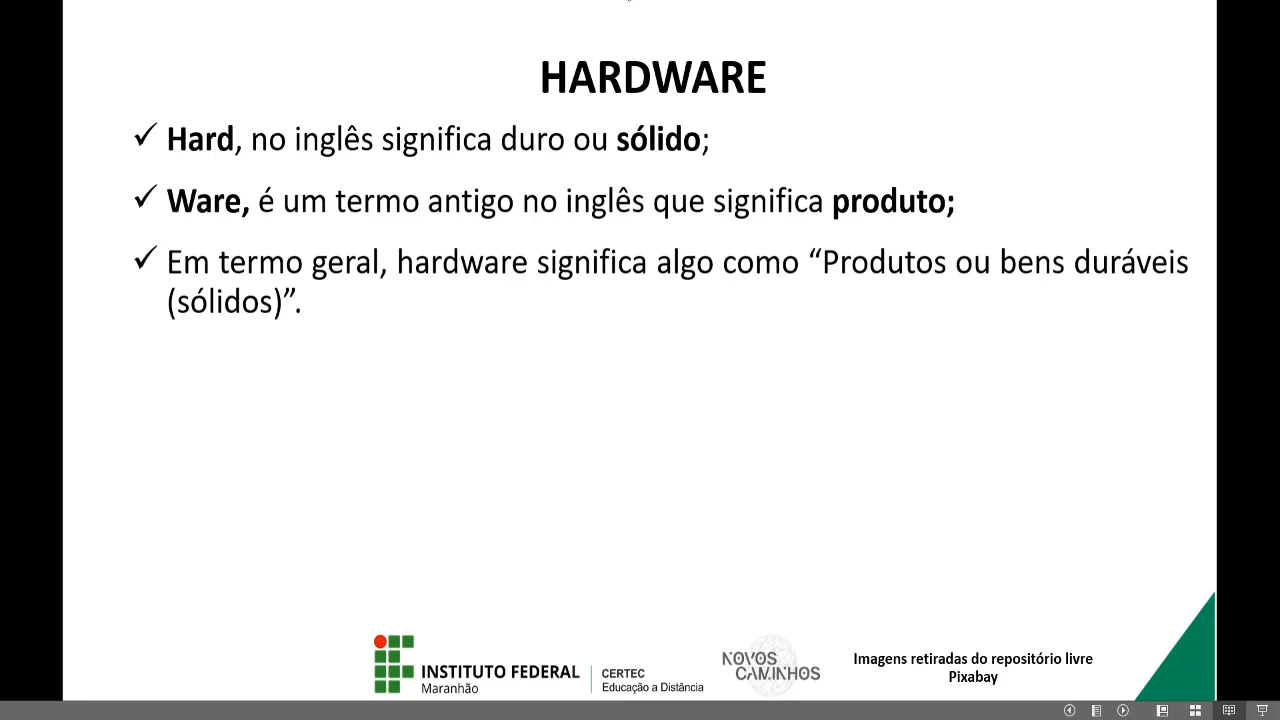 HARDWARE
✓ Hard, no inglês significa duro ou sólido;
✓ Ware, é um termo antigo no inglês que significa produto;
✓ Em termo geral, hardware significa algo como “Produtos ou bens duráveis
(sólidos)”.
INSTITUTO FEDERAL
Maranhão
CERTEC
Educação a Distância
NOVOS
CAMINHOS
Imagens retiradas do repositório livre
Pixabay